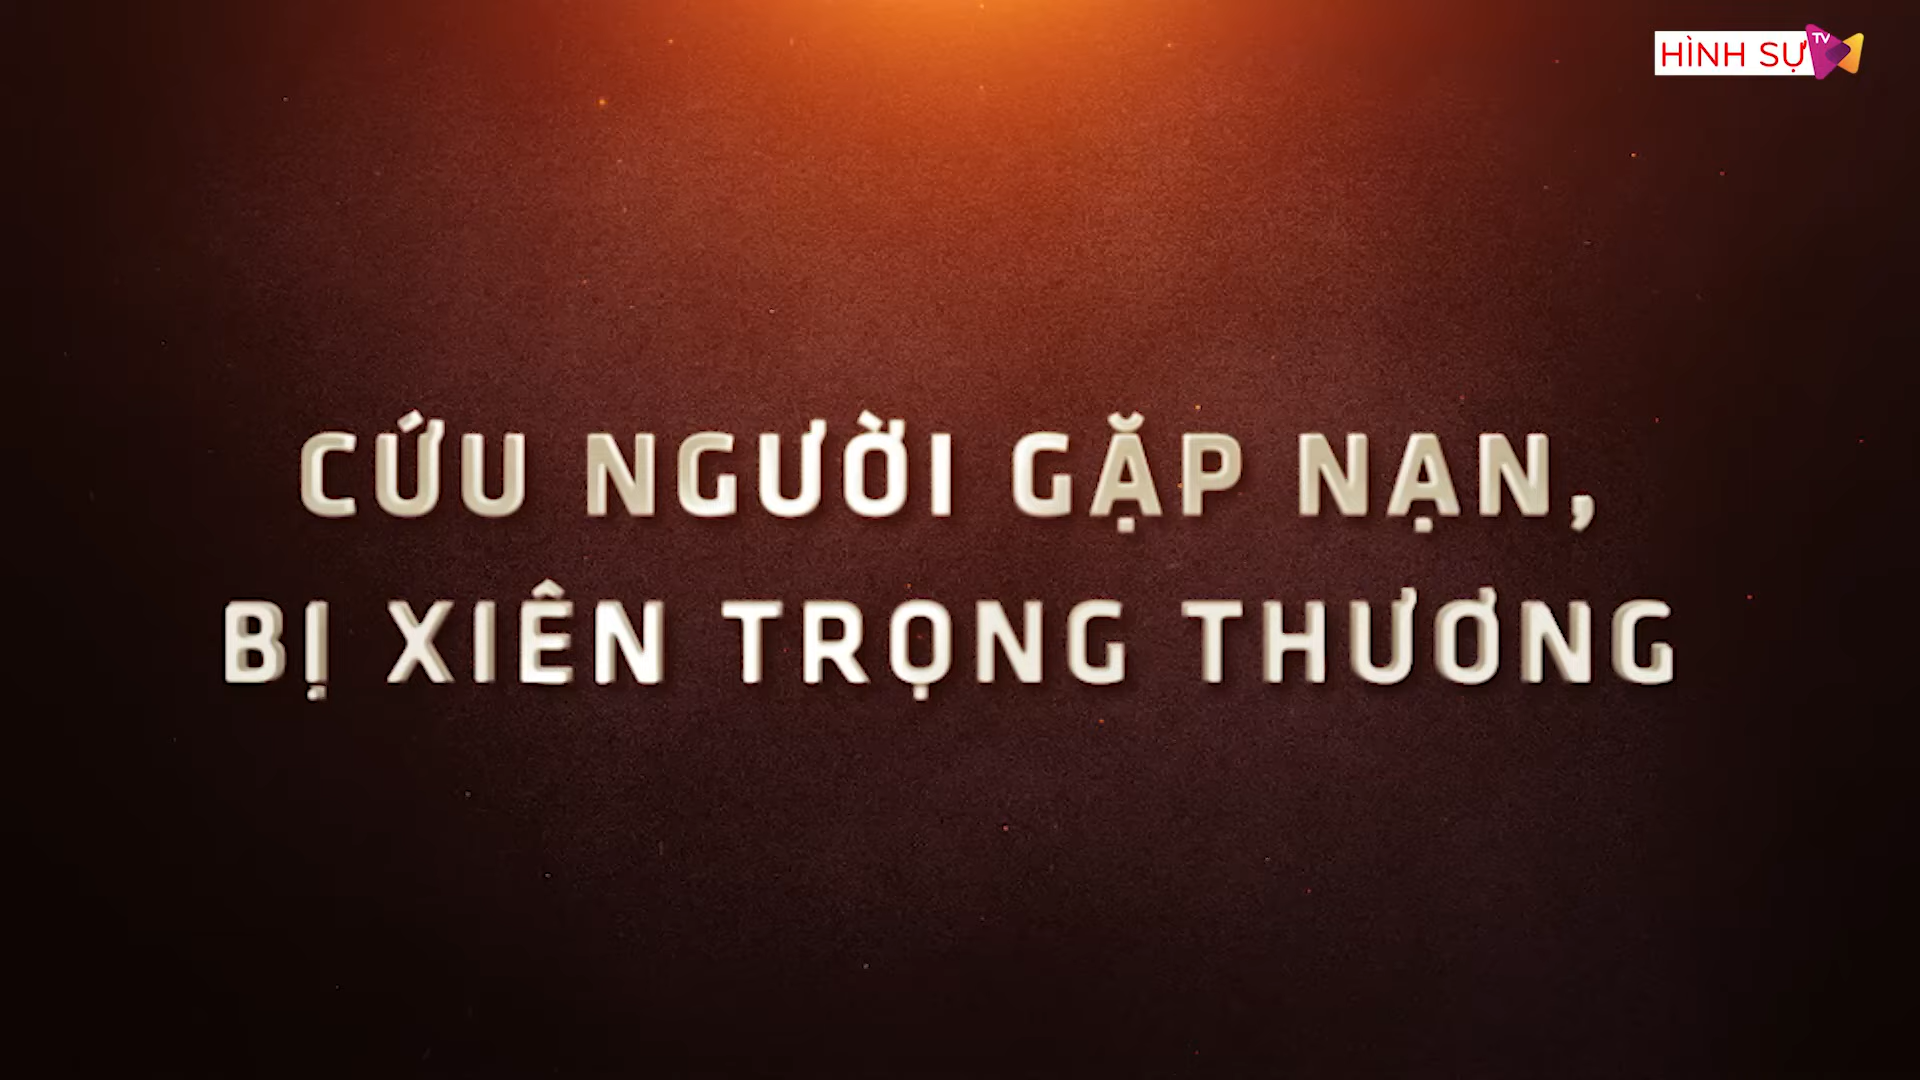 HÌNH SỰ TV
CỨU NGƯỜI GẶP NẠN,
BỊ XIÊN TRỌNG THƯƠNG